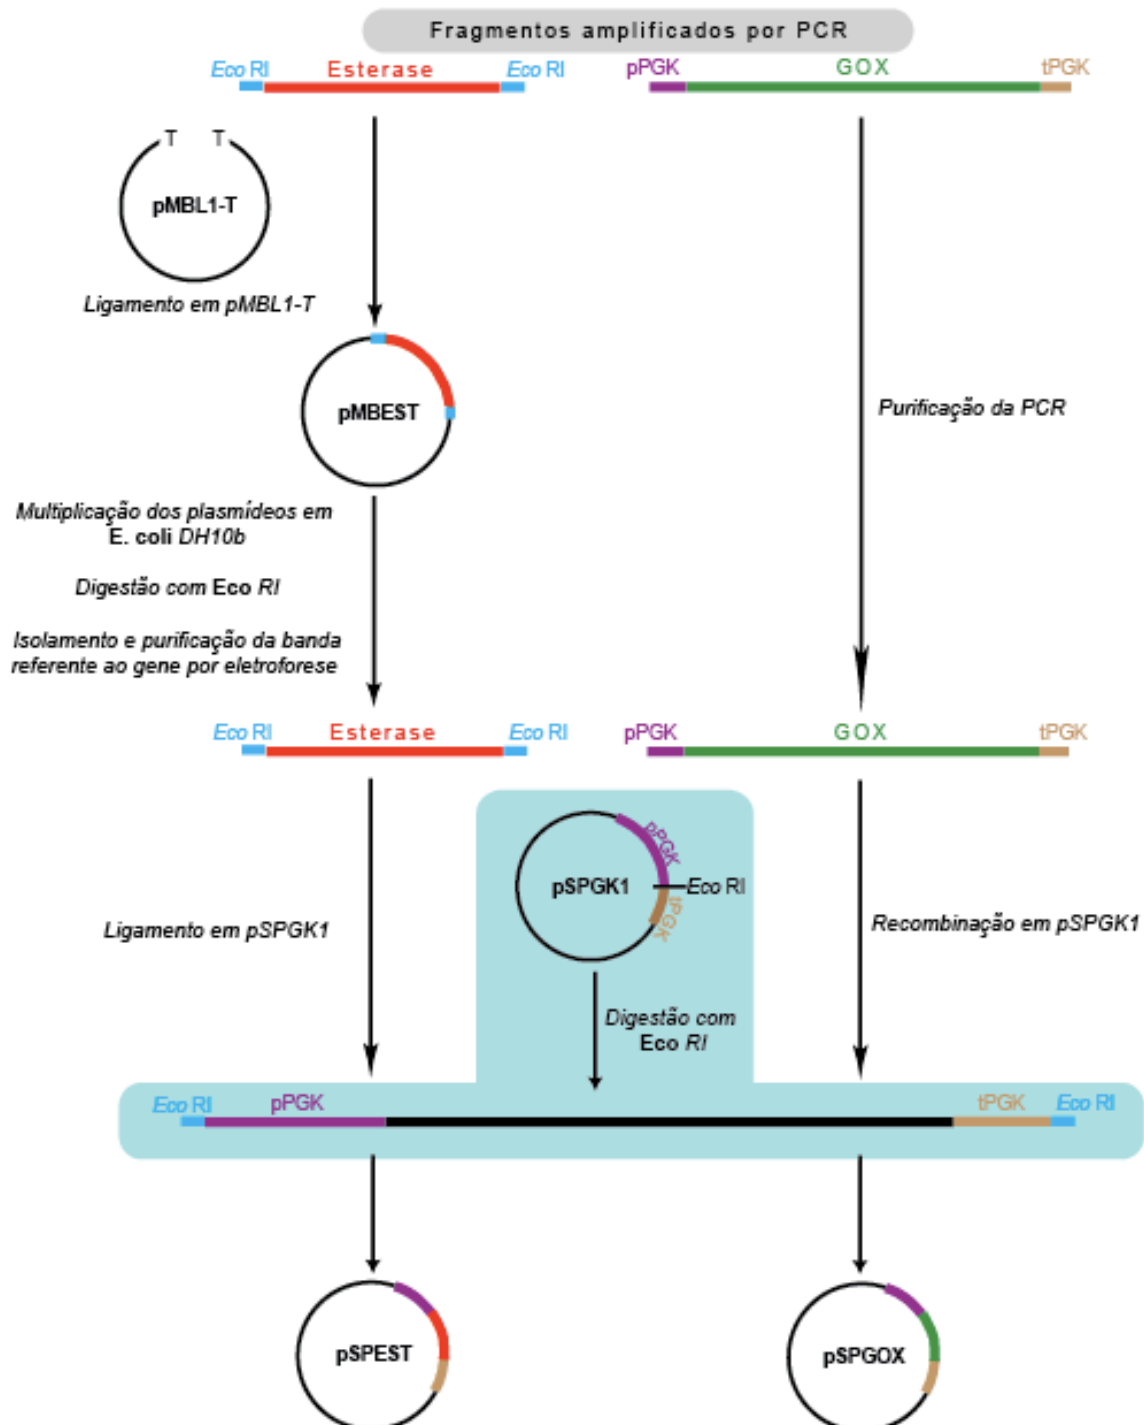 Fragmentos amplificados por PCR
Eco RI Esterase Eco RI pPGK GOX tPGK
T T
pMBL1-T
Ligamento em pMBL1-T
pMBEST
Purificação da PCR
Multiplicação dos plasmídeos em
E. coli DH10b
Digestão com Eco RI
Isolamento e purificação da banda
referente ao gene por eletroforese
Eco RI Esterase Eco RI pPGK GOX tPGK
pPGK
pSPGK1
Eco RI
tPGK
Ligamento em pSPGK1
Recombinação em pSPGK1
Digestão com
Eco RI
Eco RI pPGK tPGK Eco RI
pSPEST
pSPGOX